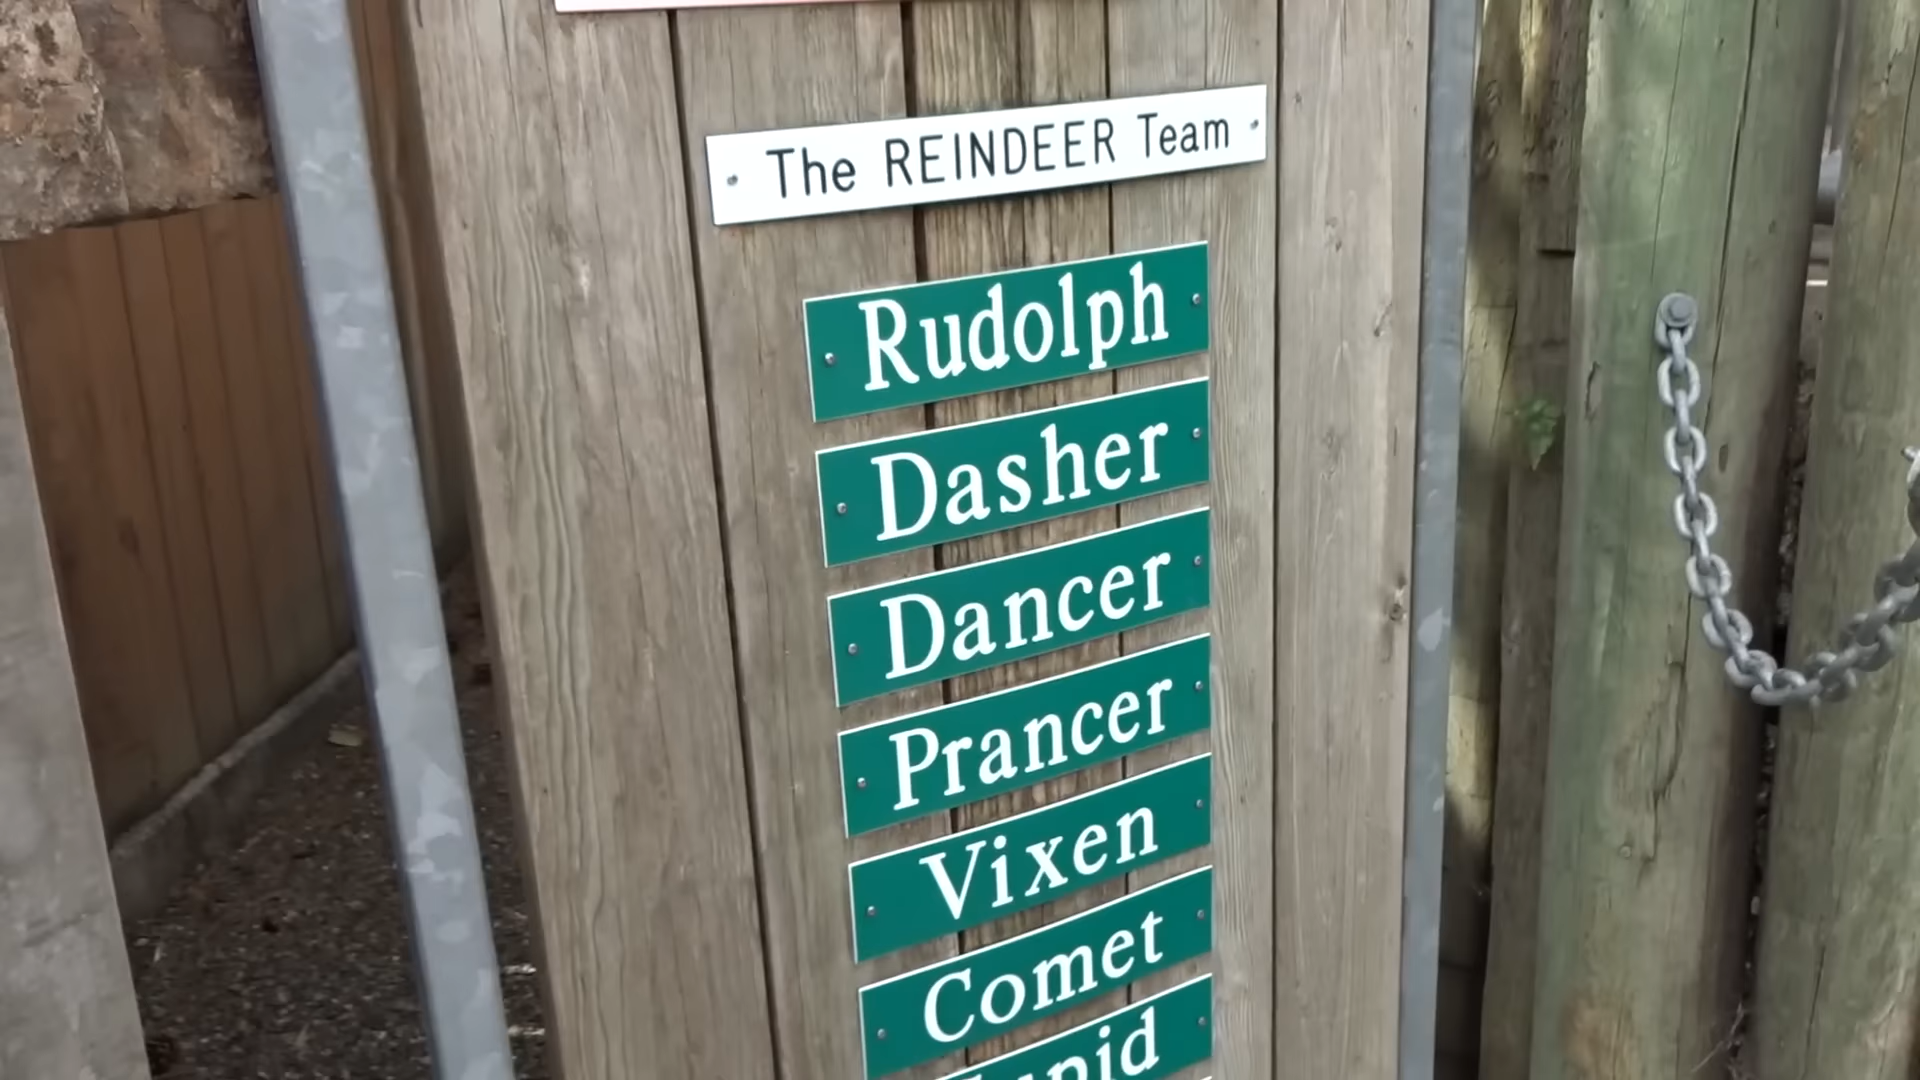 The REINDEER Team
Rudolph
Dasher
Dancer
Prancer
Vixen
Comet